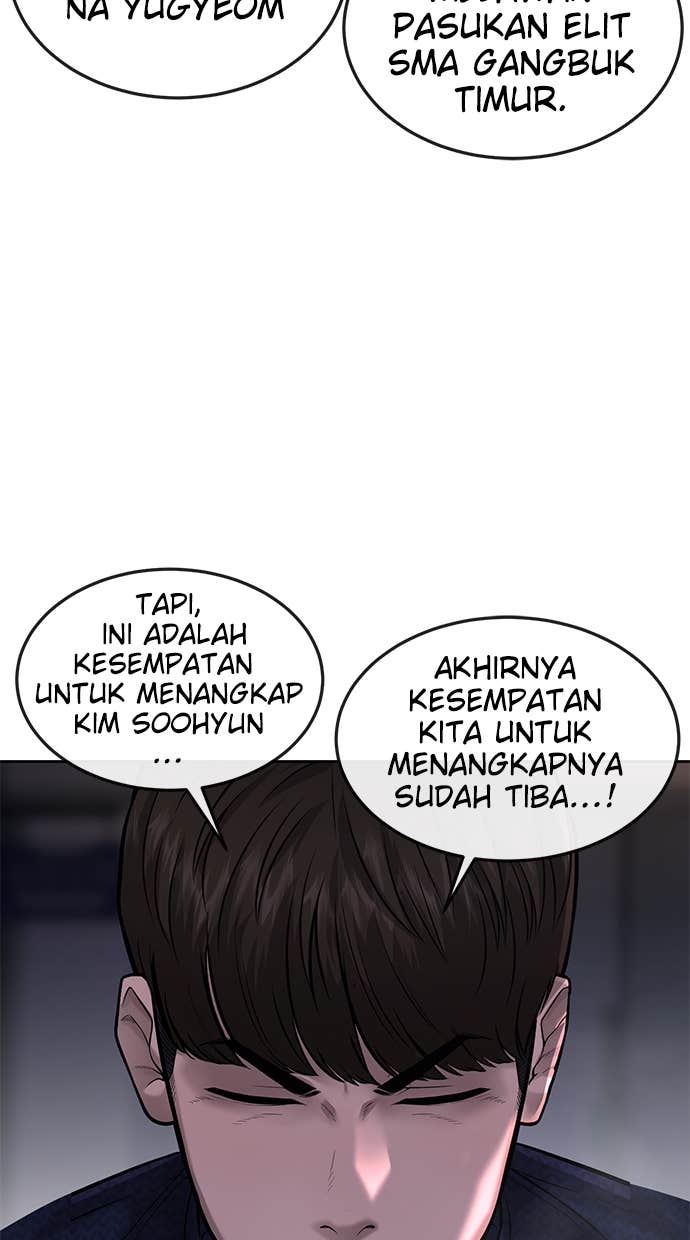 NA YUGYEOM
PASUKAN ELIT
SMA GANGBUK
TIMUR.
TAPI,
INI ADALAH
KESEMPATAN
UNTUK MENANGKAP
KIM SOOHYUN
...
AKHIRNYA
KESEMPATAN
KITA UNTUK
MENANGKAPNYA
SUDAH TIBA...!